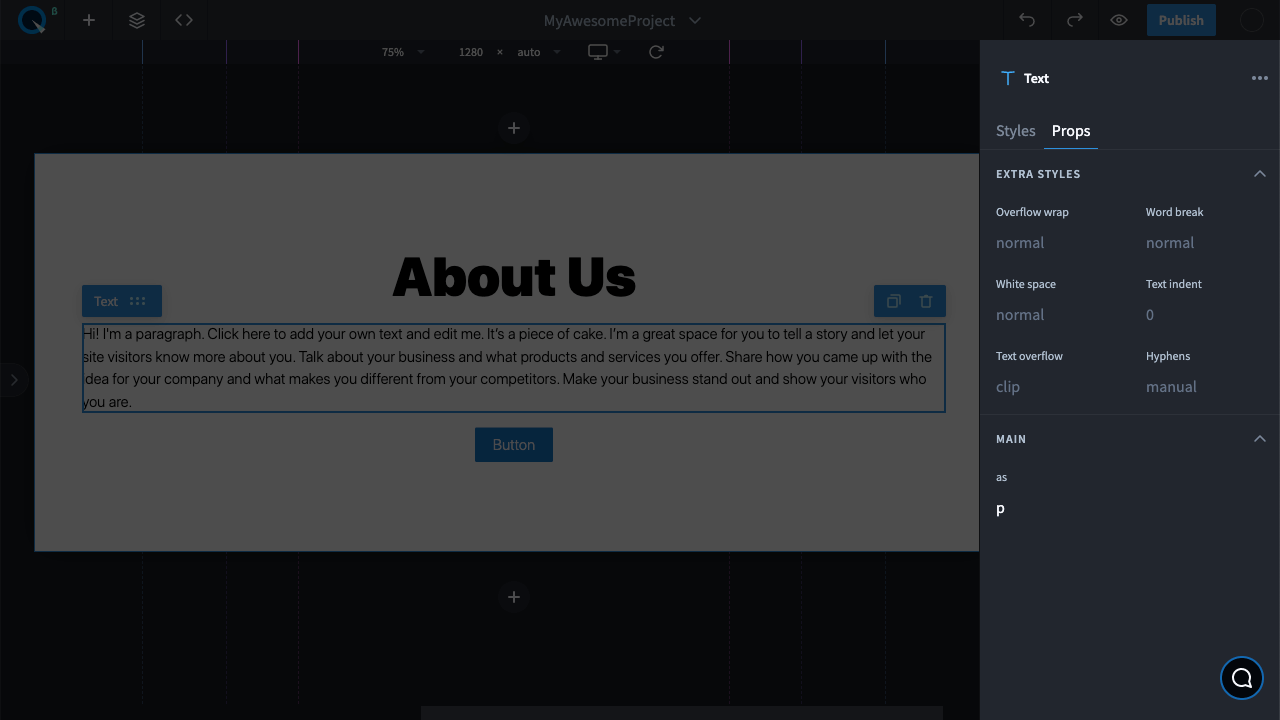 β
MyAwesomeProject
Publish
75%
1280 × auto
Text
Styles Props
EXTRA STYLES
Overflow wrap Word break
normal normal
White space Text indent
normal 0
Text overflow Hyphens
clip manual
MAIN
as
p
About Us
Text
Hi! I'm a paragraph. Click here to add your own text and edit me. It's a piece of cake. I'm a great space for you to tell a story and let your
site visitors know more about you. Talk about your business and what products and services you offer. Share how you came up with the
idea for your company and what makes you different from your competitors. Make your business stand out and show your visitors who
you are.
Button